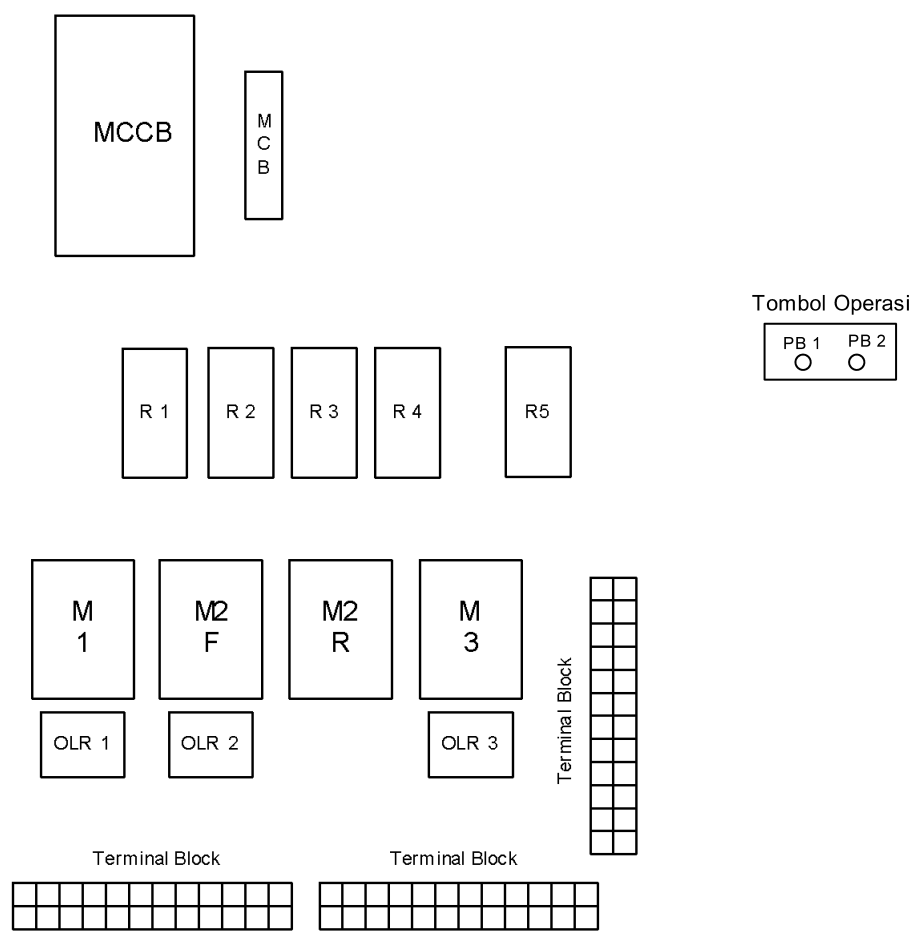 MCCB
M
C
B
Tombol Operasi
PB 1
PB 2
R 1
R 2
R 3
R 4
R5
M
1
M2
F
M2
R
M
3
OLR 1
OLR 2
OLR 3
Terminal Block
Terminal Block
Terminal Block